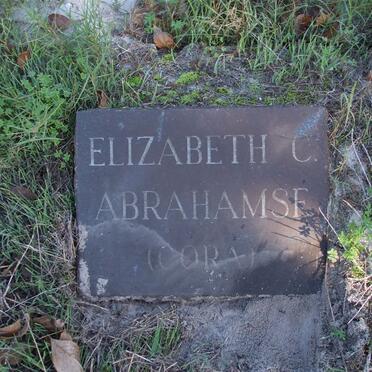 ELIZABETH C.
ABRAHAMSE
(CORA)